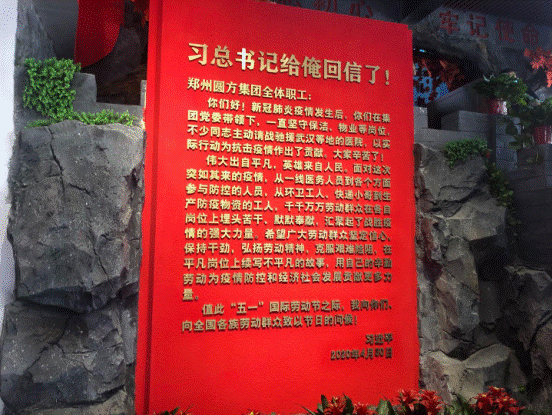 牢记使命
习总书记给俺回信了！
郑州圆方集团全体职工：
你们好！新冠肺炎疫情发生后，你们在集
团党委带领下，一直坚守保洁、物业等岗位，
不少同志主动请战驰援武汉等地的医院，以实
际行动为抗击疫情作出了贡献，大家辛苦了！
伟大出自平凡，英雄来自人民。面对这次
突如其来的疫情，从一线医务人员到各个方面
参与防控的人员，从环卫工人、快递小哥到生
产防疫物资的工人，千千万万劳动群众在各自
岗位上埋头苦干、默默奉献，汇聚起了战胜疫
情的强大力量。希望广大劳动群众坚定信心、
保持干劲，弘扬劳动精神，克服艰难险阻，在
平凡岗位上续写不平凡的故事，用自己的辛勤
劳动为疫情防控和经济社会发展贡献更多力
量。
值此“五一”国际劳动节之际，我向你们、
向全国各族劳动群众致以节日的问候！
习近平
2020年4月30日